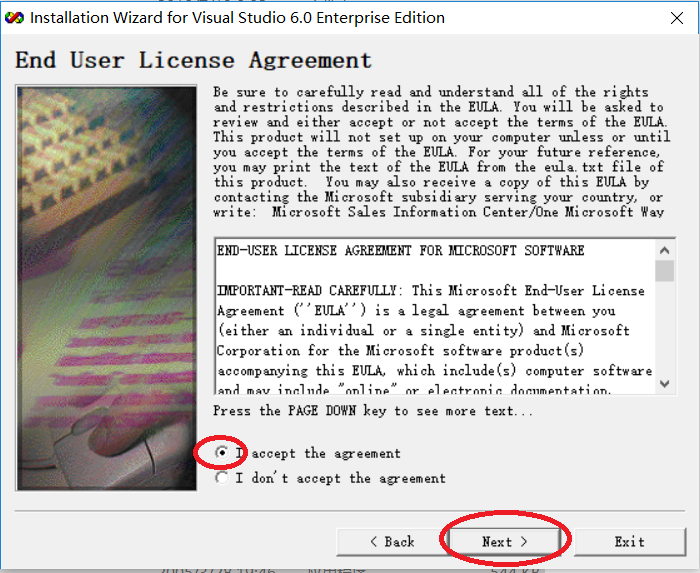 Installation Wizard for Visual Studio 6.0 Enterprise Edition
End User License Agreement
Be sure to carefully read and understand all of the rights
and restrictions described in the EULA. You will be asked to
review and either accept or not accept the terms of the EULA.
This product will not set up on your computer unless or until
you accept the terms of the EULA. For your future reference,
you may print the text of the EULA from the eula.txt file of
this product.  You may also receive a copy of this EULA by
contacting the Microsoft subsidiary serving your country, or
write:  Microsoft Sales Information Center/One Microsoft Way
END-USER LICENSE AGREEMENT FOR MICROSOFT SOFTWARE
IMPORTANT-READ CAREFULLY: This Microsoft End-User License
Agreement (''EULA'') is a legal agreement between you
(either an individual or a single entity) and Microsoft
Corporation for the Microsoft software product(s)
accompanying this EULA, which include(s) computer software
and may include "online" or electronic documentation,
Press the PAGE DOWN key to see more text...
I accept the agreement
I don't accept the agreement
< Back
Next >
Exit